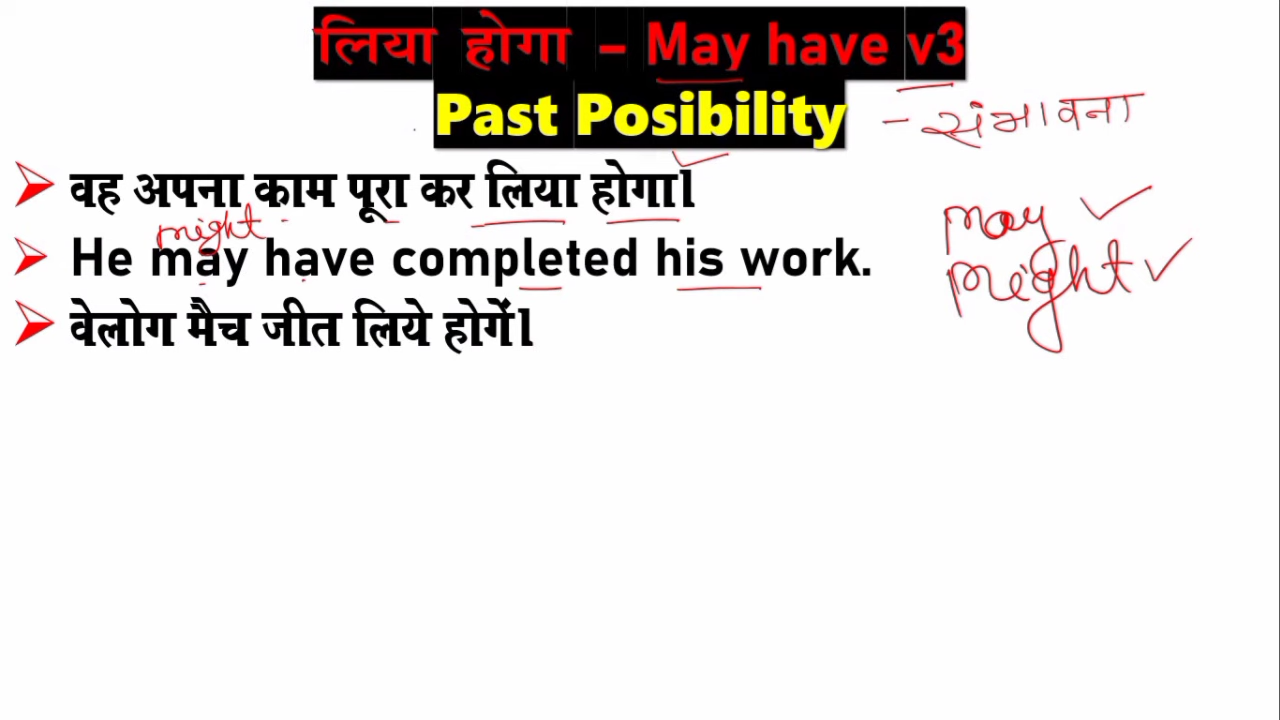 लिया होगा – May have v3
Past Posibility - संभावना
वह अपना काम पूरा कर लिया होगा।
might
He may have completed his work.
may
might
वेलोग मैच जीत लिये होगें।